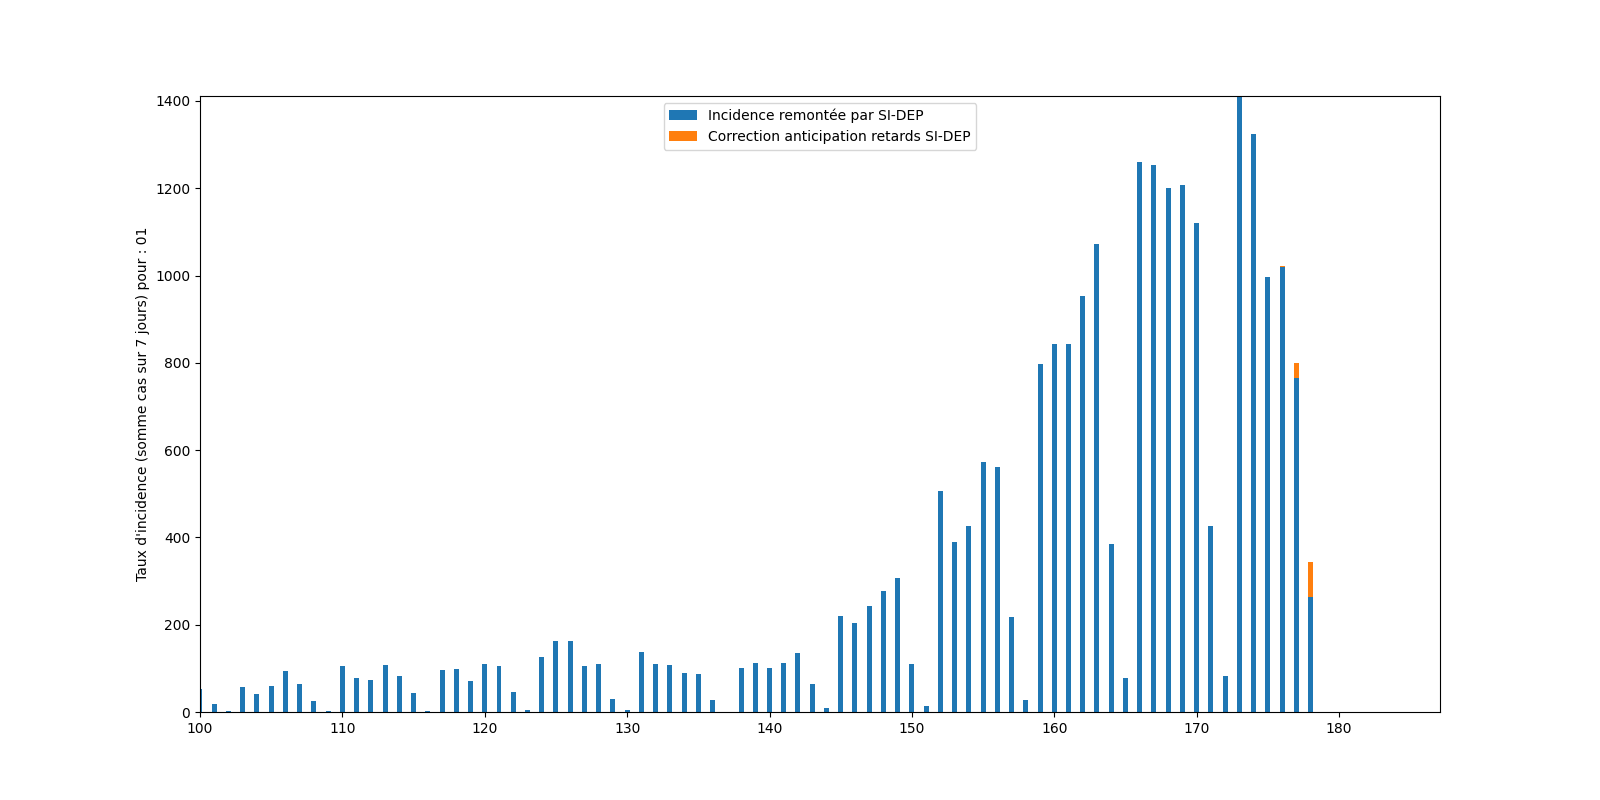 1400
1200
1000
800
600
400
200
0
Taux d'incidence (somme cas sur 7 jours) pour : 01
Incidence remontée par SI-DEP
Correction anticipation retards SI-DEP
100 110 120 130 140 150 160 170 180